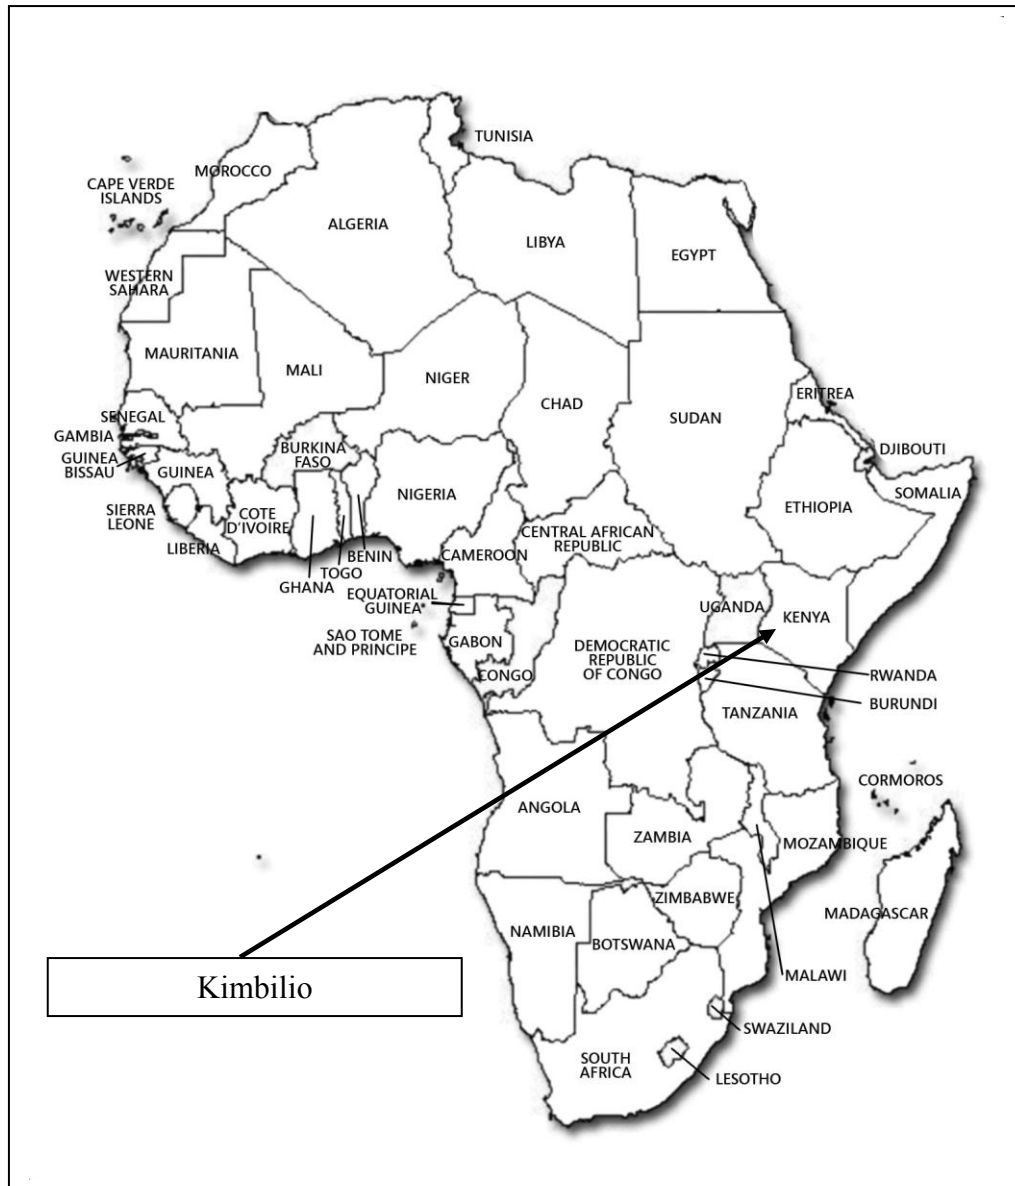 TUNISIA
MOROCCO
CAPE VERDE
ISLANDS
ALGERIA
LIBYA
EGYPT
WESTERN
SAHARA
MAURITANIA
MALI
NIGER
CHAD
SUDAN
ERITREA
SENEGAL
GAMBIA
GUINEA
BISSAU
GUINEA
BURKINA
FASO
NIGERIA
DJIBOUTI
SOMALIA
ETHIOPIA
SIERRA
LEONE
COTE
D'IVOIRE
LIBERIA
GHANA
TOGO
BENIN
CAMEROON
CENTRAL AFRICAN
REPUBLIC
EQUATORIAL
GUINEA
SAO TOME
AND PRINCIPE
GABON
CONGO
DEMOCRATIC
REPUBLIC
OF CONGO
UGANDA
KENYA
RWANDA
BURUNDI
TANZANIA
CORMOROS
ANGOLA
ZAMBIA
MOZAMBIQUE
ZIMBABWE
MADAGASCAR
NAMIBIA
BOTSWANA
MALAWI
Kimbilio
SWAZILAND
SOUTH
AFRICA
LESOTHO